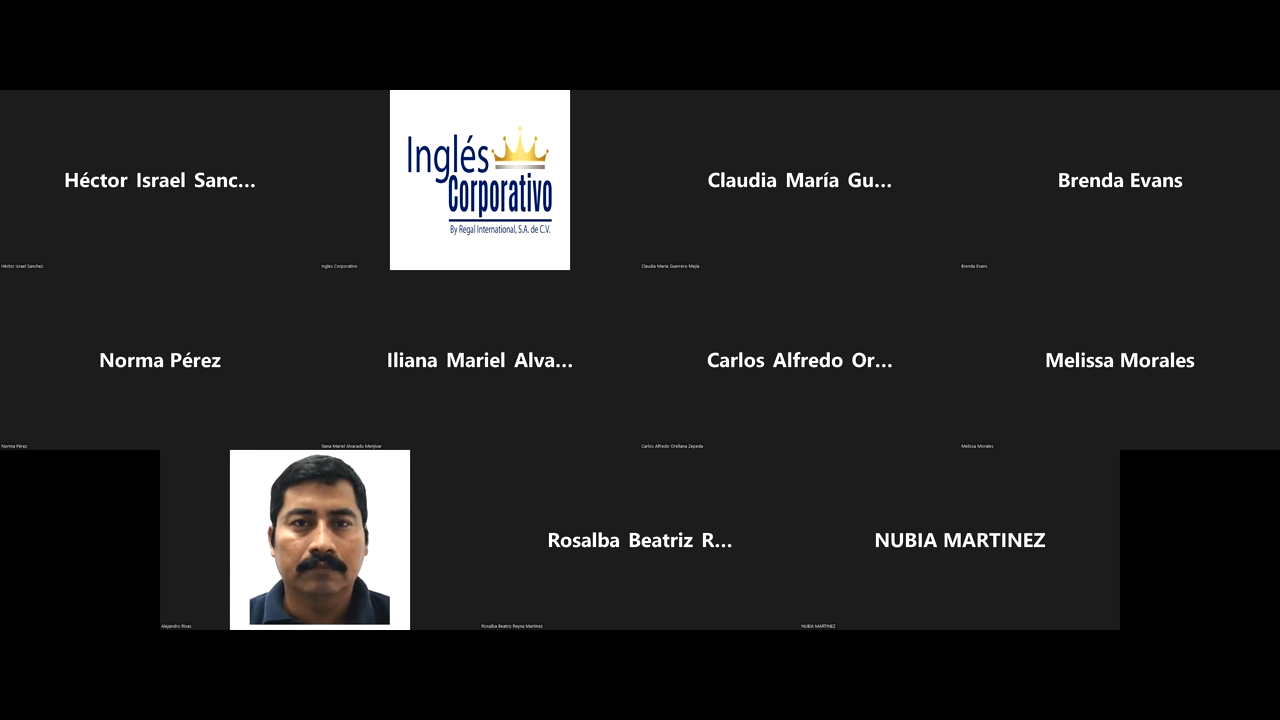 Héctor Israel Sanc...
Inglés
Corporativo
By Regal International, S.A. de C.V.
Claudia María Gu...
Brenda Evans
Héctor Israel Sanchez
Inglés Corporativo
Claudia María Guerrero Mejía
Brenda Evans
Norma Pérez
Iliana Mariel Alva...
Carlos Alfredo Or...
Melissa Morales
Norma Pérez
Iliana Mariel Alvarado Menjivar
Carlos Alfredo Orellana Zepeda
Melissa Morales
Rosalba Beatriz R...
NUBIA MARTINEZ
Alejandro Rivas
Rosalba Beatriz Reyna Martínez
NUBIA MARTINEZ